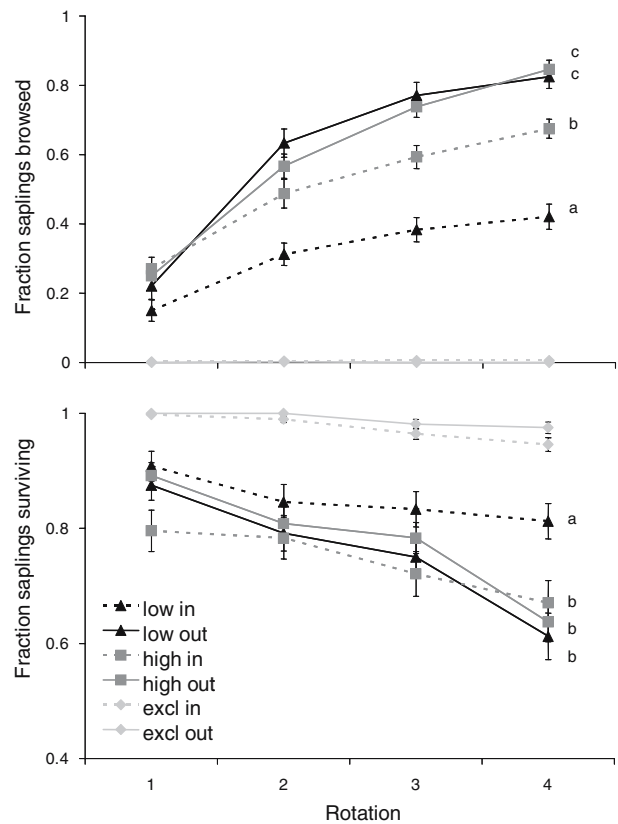 1
0.8
0.6
0.4
0.2
0
Fraction saplings browsed
c
c
b
a
1
0.8
0.6
0.4
Fraction saplings surviving
a
b
b
b
low in
low out
high in
high out
excl in
excl out
1 2 3 4
Rotation